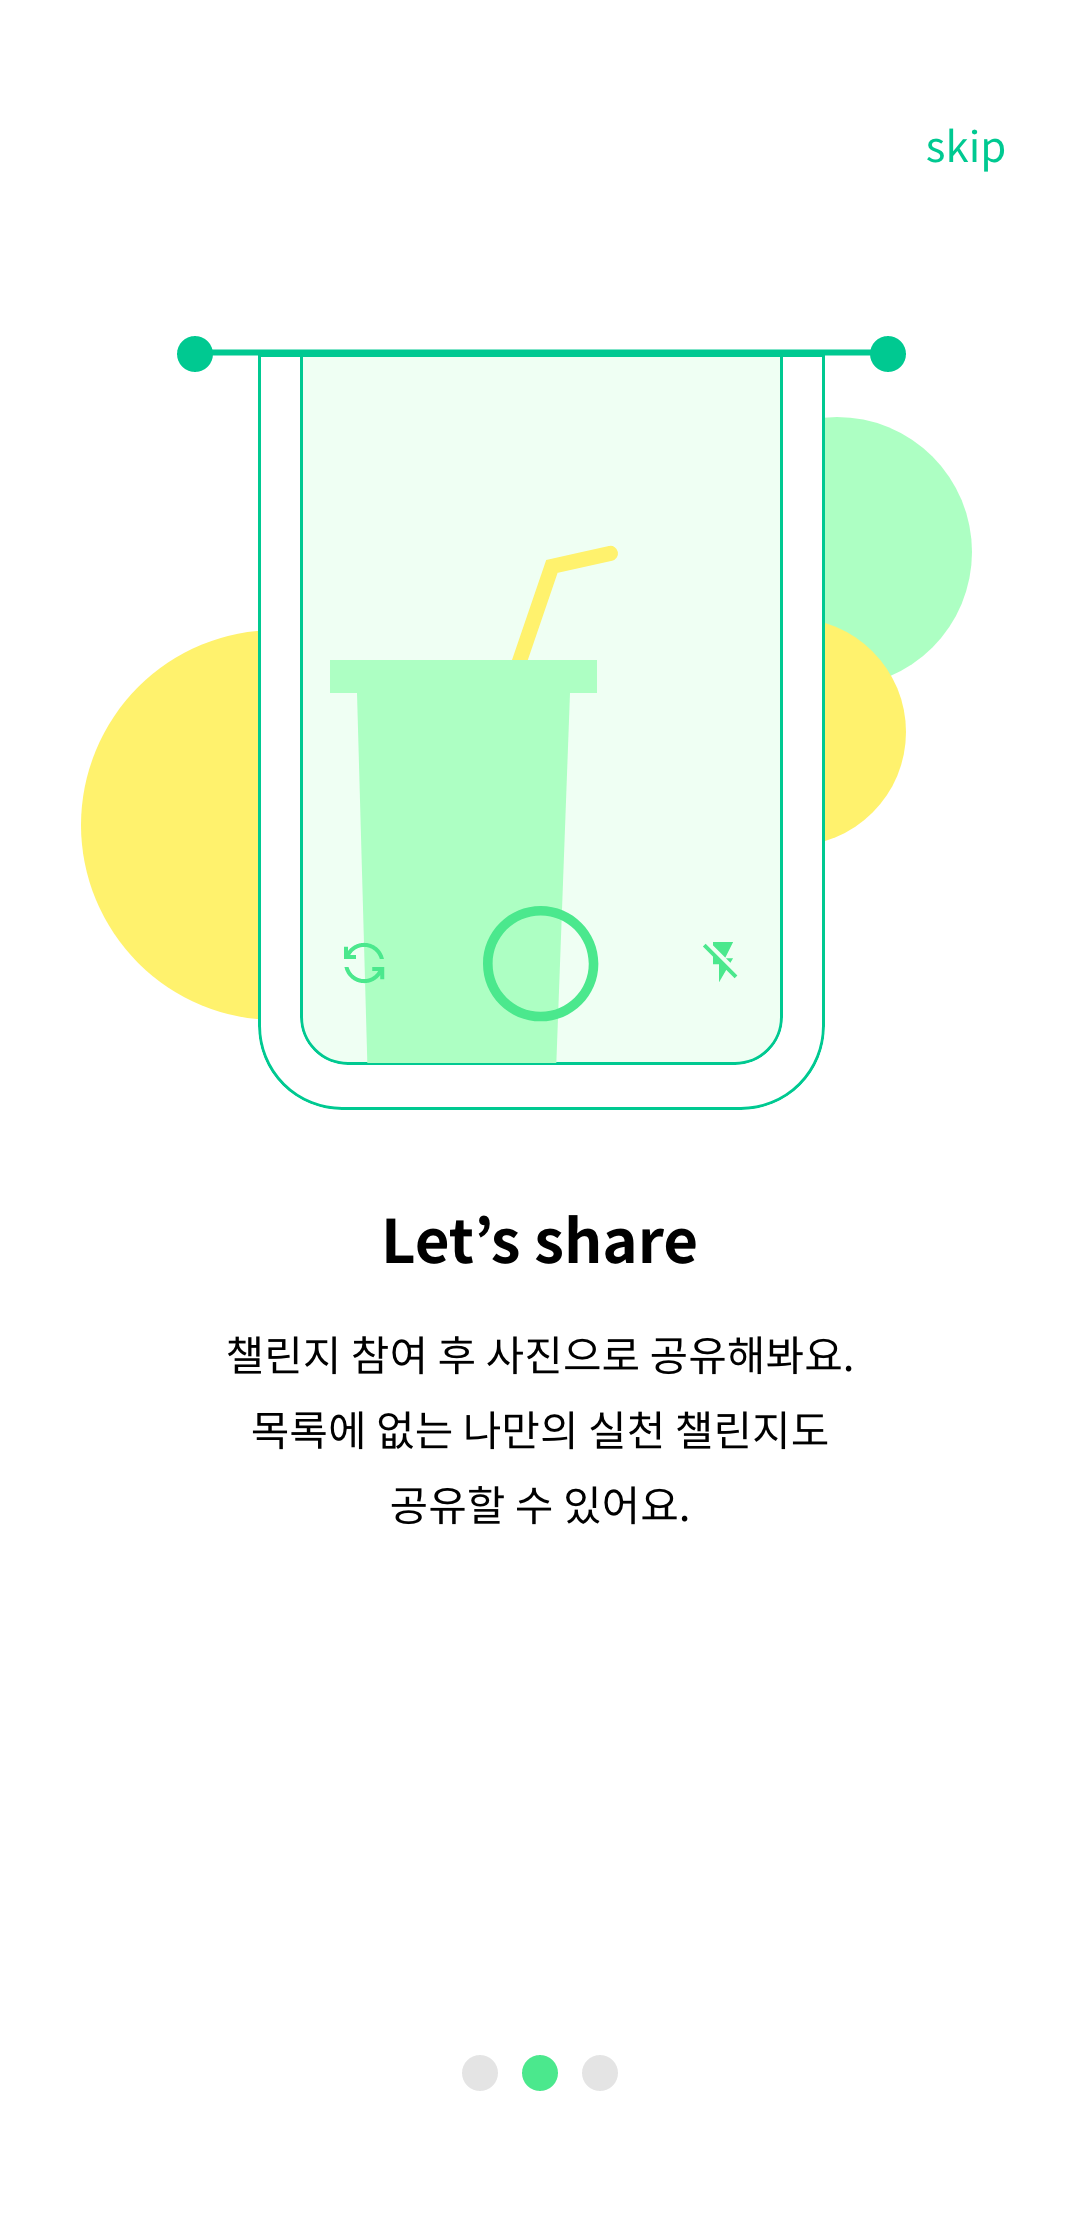 skip
Let’s share
챌린지 참여 후 사진으로 공유해봐요.
목록에 없는 나만의 실천 챌린지도
공유할 수 있어요.